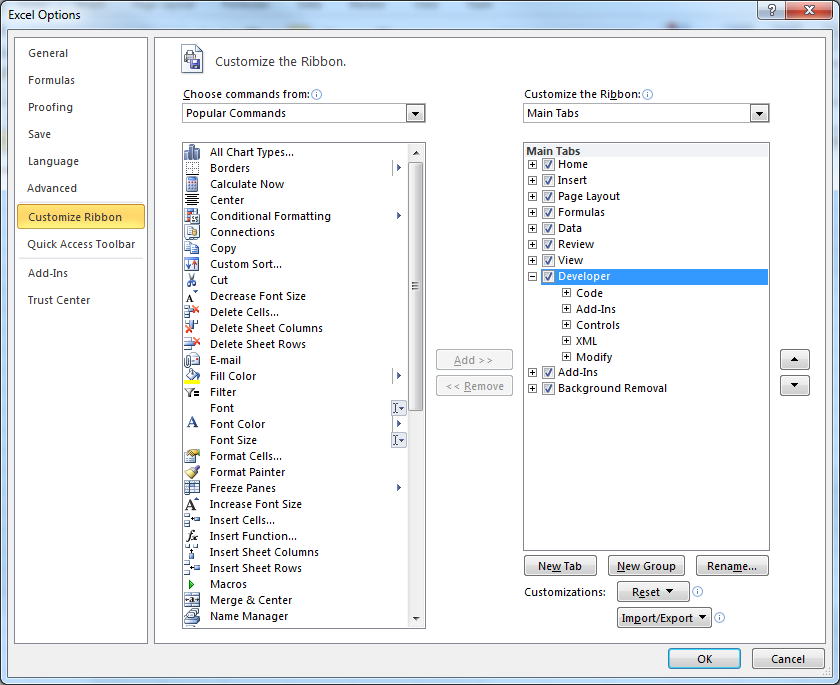 Excel Options
General
Formulas
Proofing
Save
Language
Advanced
Customize Ribbon
Quick Access Toolbar
Add-Ins
Trust Center
Customize the Ribbon.
Choose commands from:
Popular Commands
All Chart Types...
Borders
Calculate Now
Center
Conditional Formatting
Connections
Copy
Custom Sort...
Cut
Decrease Font Size
Delete Cells...
Delete Sheet Columns
Delete Sheet Rows
E-mail
Fill Color
Filter
Font
Font Color
Font Size
Format Cells...
Format Painter
Freeze Panes
Increase Font Size
Insert Cells...
Insert Function...
Insert Sheet Columns
Insert Sheet Rows
Macros
Merge & Center
Name Manager
Add >>
<< Remove
Customize the Ribbon:
Main Tabs
Main Tabs
Home
Insert
Page Layout
Formulas
Data
Review
View
Developer
Code
Add-Ins
Controls
XML
Modify
Add-Ins
Background Removal
New Tab
New Group
Rename...
Customizations:
Reset
Import/Export
OK
Cancel